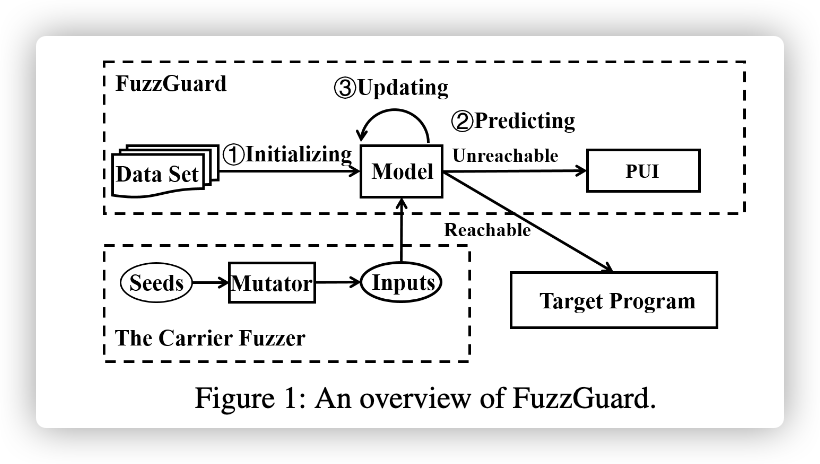 FuzzGuard
③Updating
②Predicting
①Initializing
Data Set
Model
Unreachable
PUI
Reachable
Seeds
Mutator
Inputs
Target Program
The Carrier Fuzzer
Figure 1: An overview of FuzzGuard.